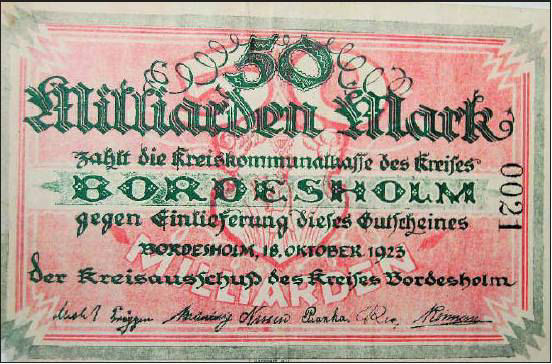 50
Milliarden Mark
zahlt die Kreiskommunalkasse des Kreises
BORDESHOLM
gegen Einlieferung dieses Gutscheines
BORDESHOLM, 18. OKTOBER 1923
der Kreisausschuß des Kreises Bordesholm
0021
50
MILLIARDEN